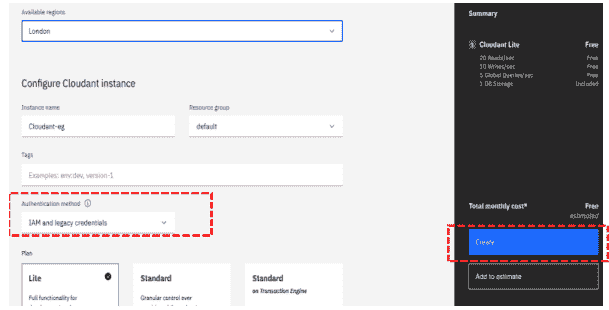 Available regions
London
Configure Cloudant instance
Instance name
Resource group
Cloudant-eg
default
Tags
Examples: env:dev, version-1
Authentication method
IAM and legacy credentials
Plan
Lite
Full functionality for
Standard
Granular control over
Standard
on Transaction Engine
Summary
Cloudant Lite Free
20 Reads/sec Free
10 Writes/sec Free
5 Global Queries/sec Free
1 GB Storage Included
Total monthly cost* Free
estimated
Create
Add to estimate